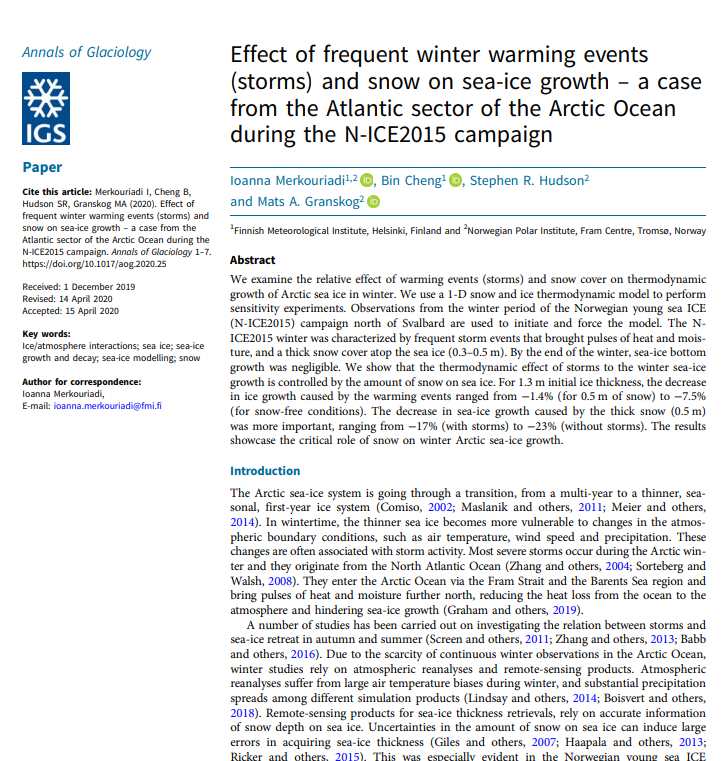 Annals of Glaciology
IGS
Paper
Cite this article: Merkouriadi I, Cheng B,
Hudson SR, Granskog MA (2020). Effect of
frequent winter warming events (storms) and
snow on sea-ice growth – a case from the
Atlantic sector of the Arctic Ocean during the
N-ICE2015 campaign. Annals of Glaciology 1–7.
https://doi.org/10.1017/aog.2020.25
Received: 1 December 2019
Revised: 14 April 2020
Accepted: 15 April 2020
Key words:
Ice/atmosphere interactions; sea ice; sea-ice
growth and decay; sea-ice modelling; snow
Author for correspondence:
Ioanna Merkouriadi,
E-mail: ioanna.merkouriadi@fmi.fi
Effect of frequent winter warming events
(storms) and snow on sea-ice growth – a case
from the Atlantic sector of the Arctic Ocean
during the N-ICE2015 campaign
Ioanna Merkouriadi1,2 iD, Bin Cheng1 iD, Stephen R. Hudson2
and Mats A. Granskog2 iD
1Finnish Meteorological Institute, Helsinki, Finland and 2Norwegian Polar Institute, Fram Centre, Tromsø, Norway
Abstract
We examine the relative effect of warming events (storms) and snow cover on thermodynamic
growth of Arctic sea ice in winter. We use a 1-D snow and ice thermodynamic model to perform
sensitivity experiments. Observations from the winter period of the Norwegian young sea ICE
(N-ICE2015) campaign north of Svalbard are used to initiate and force the model. The N-
ICE2015 winter was characterized by frequent storm events that brought pulses of heat and mois-
ture, and a thick snow cover atop the sea ice (0.3–0.5 m). By the end of the winter, sea-ice bottom
growth was negligible. We show that the thermodynamic effect of storms to the winter sea-ice
growth is controlled by the amount of snow on sea ice. For 1.3 m initial ice thickness, the decrease
in ice growth caused by the warming events ranged from −1.4% (for 0.5 m of snow) to −7.5%
(for snow-free conditions). The decrease in sea-ice growth caused by the thick snow (0.5 m)
was more important, ranging from −17% (with storms) to −23% (without storms). The results
showcase the critical role of snow on winter Arctic sea-ice growth.
Introduction
The Arctic sea-ice system is going through a transition, from a multi-year to a thinner, sea-
sonal, first-year ice system (Comiso, 2002; Maslanik and others, 2011; Meier and others,
2014). In wintertime, the thinner sea ice becomes more vulnerable to changes in the atmos-
pheric boundary conditions, such as air temperature, wind speed and precipitation. These
changes are often associated with storm activity. Most severe storms occur during the Arctic win-
ter and they originate from the North Atlantic Ocean (Zhang and others, 2004; Sorteberg and
Walsh, 2008). They enter the Arctic Ocean via the Fram Strait and the Barents Sea region and
bring pulses of heat and moisture further north, reducing the heat loss from the ocean to the
atmosphere and hindering sea-ice growth (Graham and others, 2019).
A number of studies has been carried out on investigating the relation between storms and
sea-ice retreat in autumn and summer (Screen and others, 2011; Zhang and others, 2013; Babb
and others, 2016). Due to the scarcity of continuous winter observations in the Arctic Ocean,
winter studies rely on atmospheric reanalyses and remote-sensing products. Atmospheric
reanalyses suffer from large air temperature biases during winter, and substantial precipitation
spreads among different simulation products (Lindsay and others, 2014; Boisvert and others,
2018). Remote-sensing products for sea-ice thickness retrievals, rely on accurate information
of snow depth on sea ice. Uncertainties in the amount of snow on sea ice can induce large
errors in acquiring sea-ice thickness (Giles and others, 2007; Haapala and others, 2013;
Ricker and others, 2015). This was especially evident in the Norwegian young sea ICE